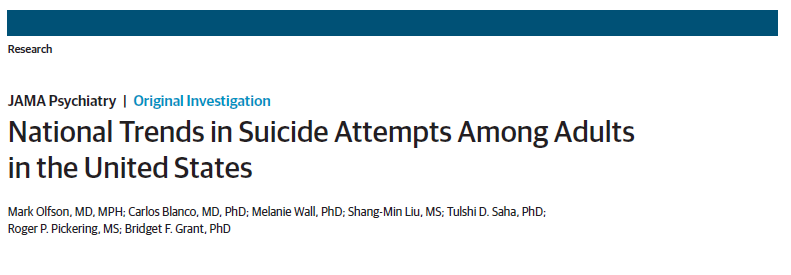 Research
JAMA Psychiatry | Original Investigation
National Trends in Suicide Attempts Among Adults
in the United States
Mark Olfson, MD, MPH; Carlos Blanco, MD, PhD; Melanie Wall, PhD; Shang-Min Liu, MS; Tulshi D. Saha, PhD;
Roger P. Pickering, MS; Bridget F. Grant, PhD